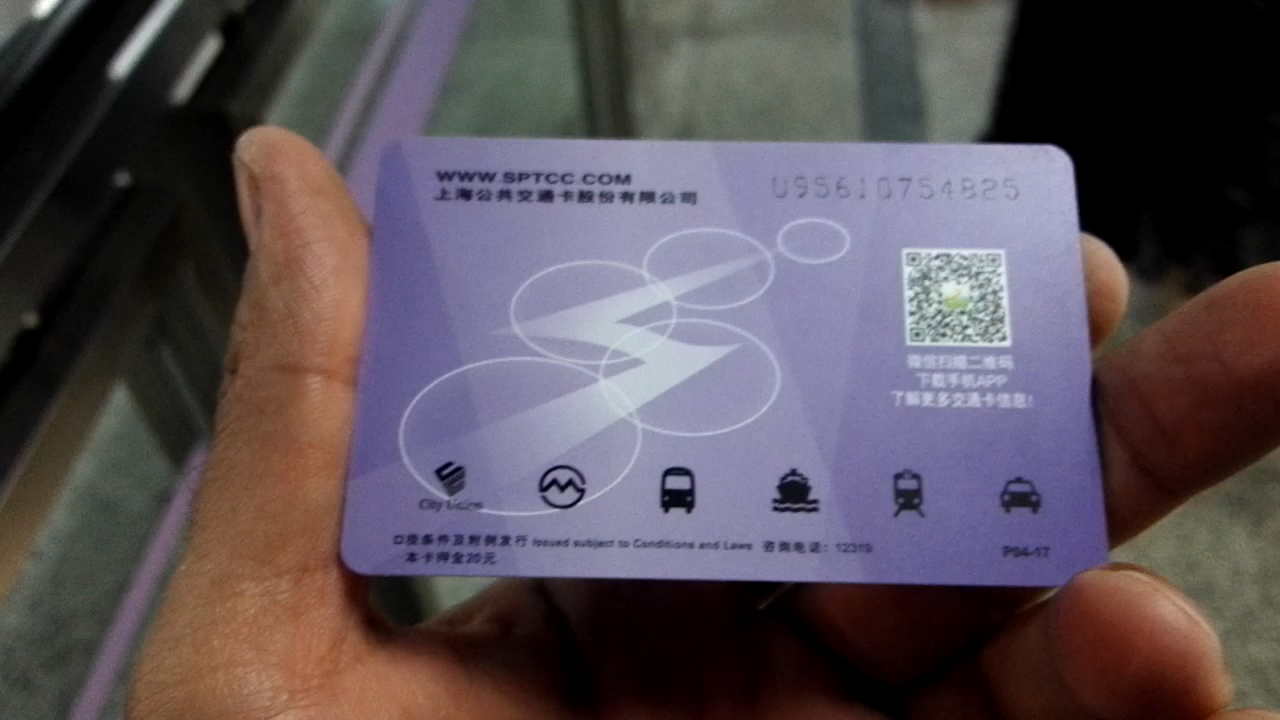 WWW.SPTCC.COM
上海公共交通卡股份有限公司
U95610754825
微信扫描二维码
下载手机APP
了解更多交通卡信息!
City Union
按条件及附例发行 Issued subject to Conditions and Laws 咨询电话：12319
本卡押金20元
P04-17